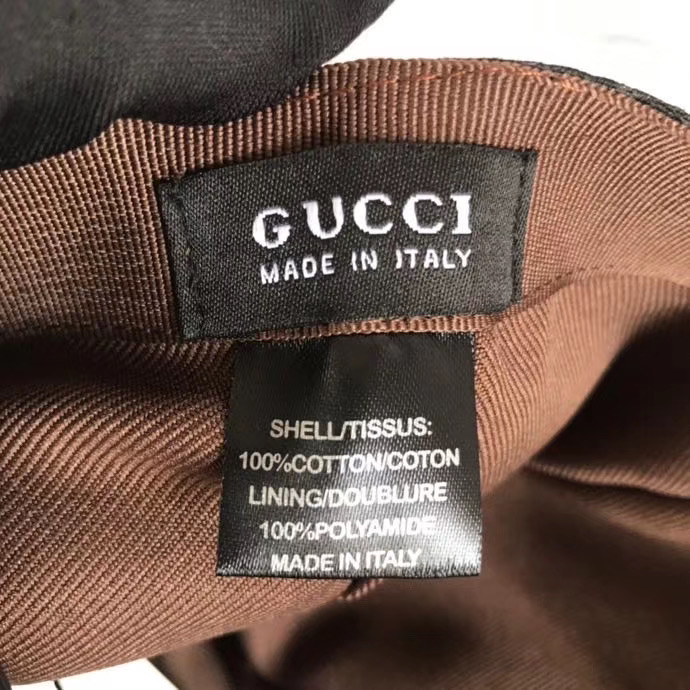 GUCCI
MADE IN ITALY
SHELL/TISSUS:
100%COTTON/COTON
LINING/DOUBLURE
100%POLYAMIDE
MADE IN ITALY